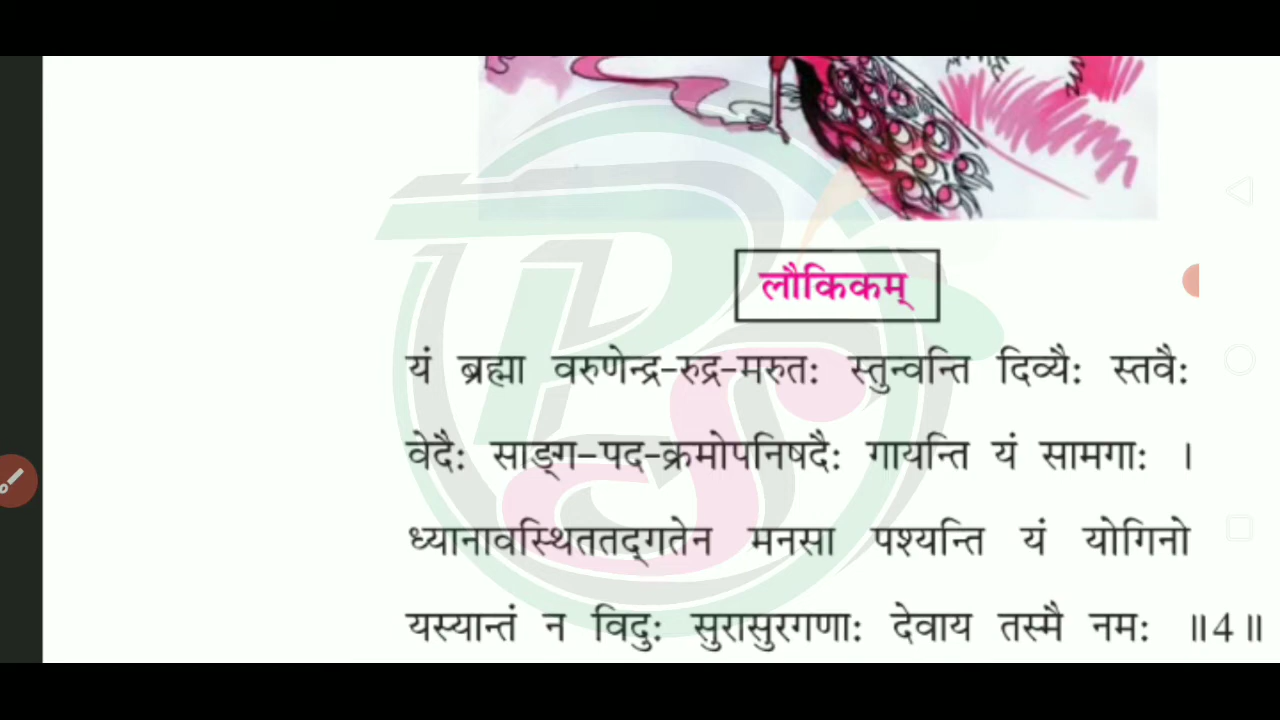 लौकिकम्
यं ब्रह्मा वरुणेन्द्र-रुद्र-मरुतः स्तुन्वन्ति दिव्यैः स्तवैः
वेदैः साङ्ग-पद-क्रमोपनिषदैः गायन्ति यं सामगाः ।
ध्यानावस्थिततद्गतेन मनसा पश्यन्ति यं योगिनो
यस्यान्तं न विदुः सुरासुरगणाः देवाय तस्मै नमः ॥4॥